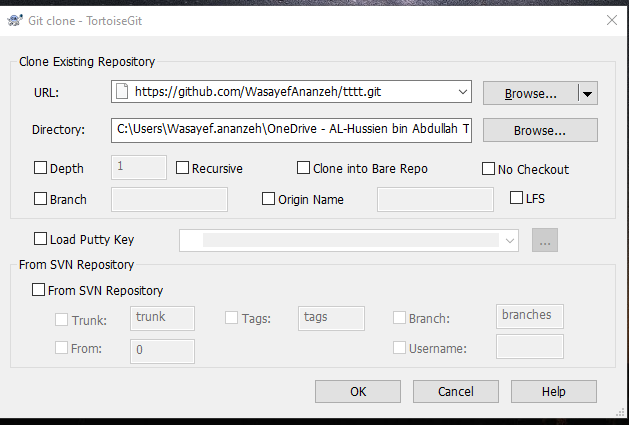 Git clone - TortoiseGit
Clone Existing Repository
URL: https://github.com/WasayefAnanzeh/tttt.git Browse...
Directory: C:\Users\Wasayef.ananzeh\OneDrive - AL-Hussien bin Abdullah T Browse...
Depth 1 Recursive Clone into Bare Repo No Checkout
Branch Origin Name LFS
Load Putty Key ...
From SVN Repository
From SVN Repository
Trunk: trunk Tags: tags Branch: branches
From: 0 Username:
OK Cancel Help